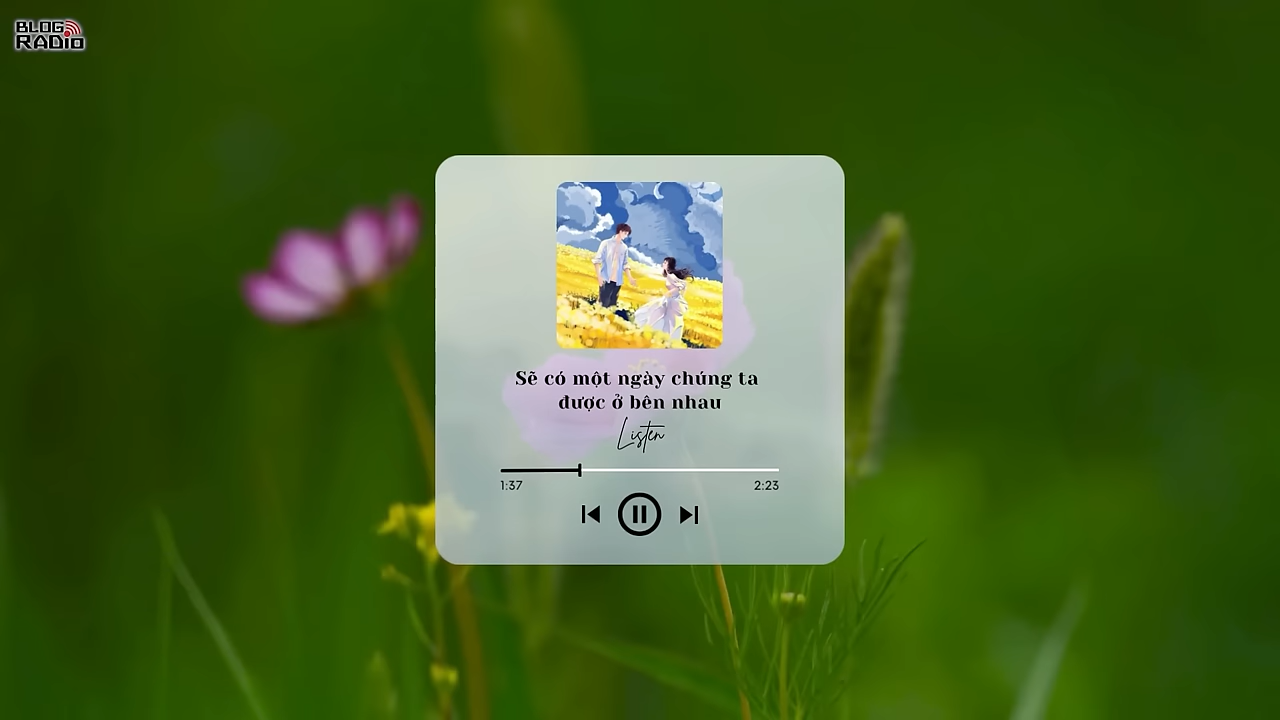 BLOG
RADIO
Sẽ có một ngày chúng ta
được ở bên nhau
Listen
1:37 2:23